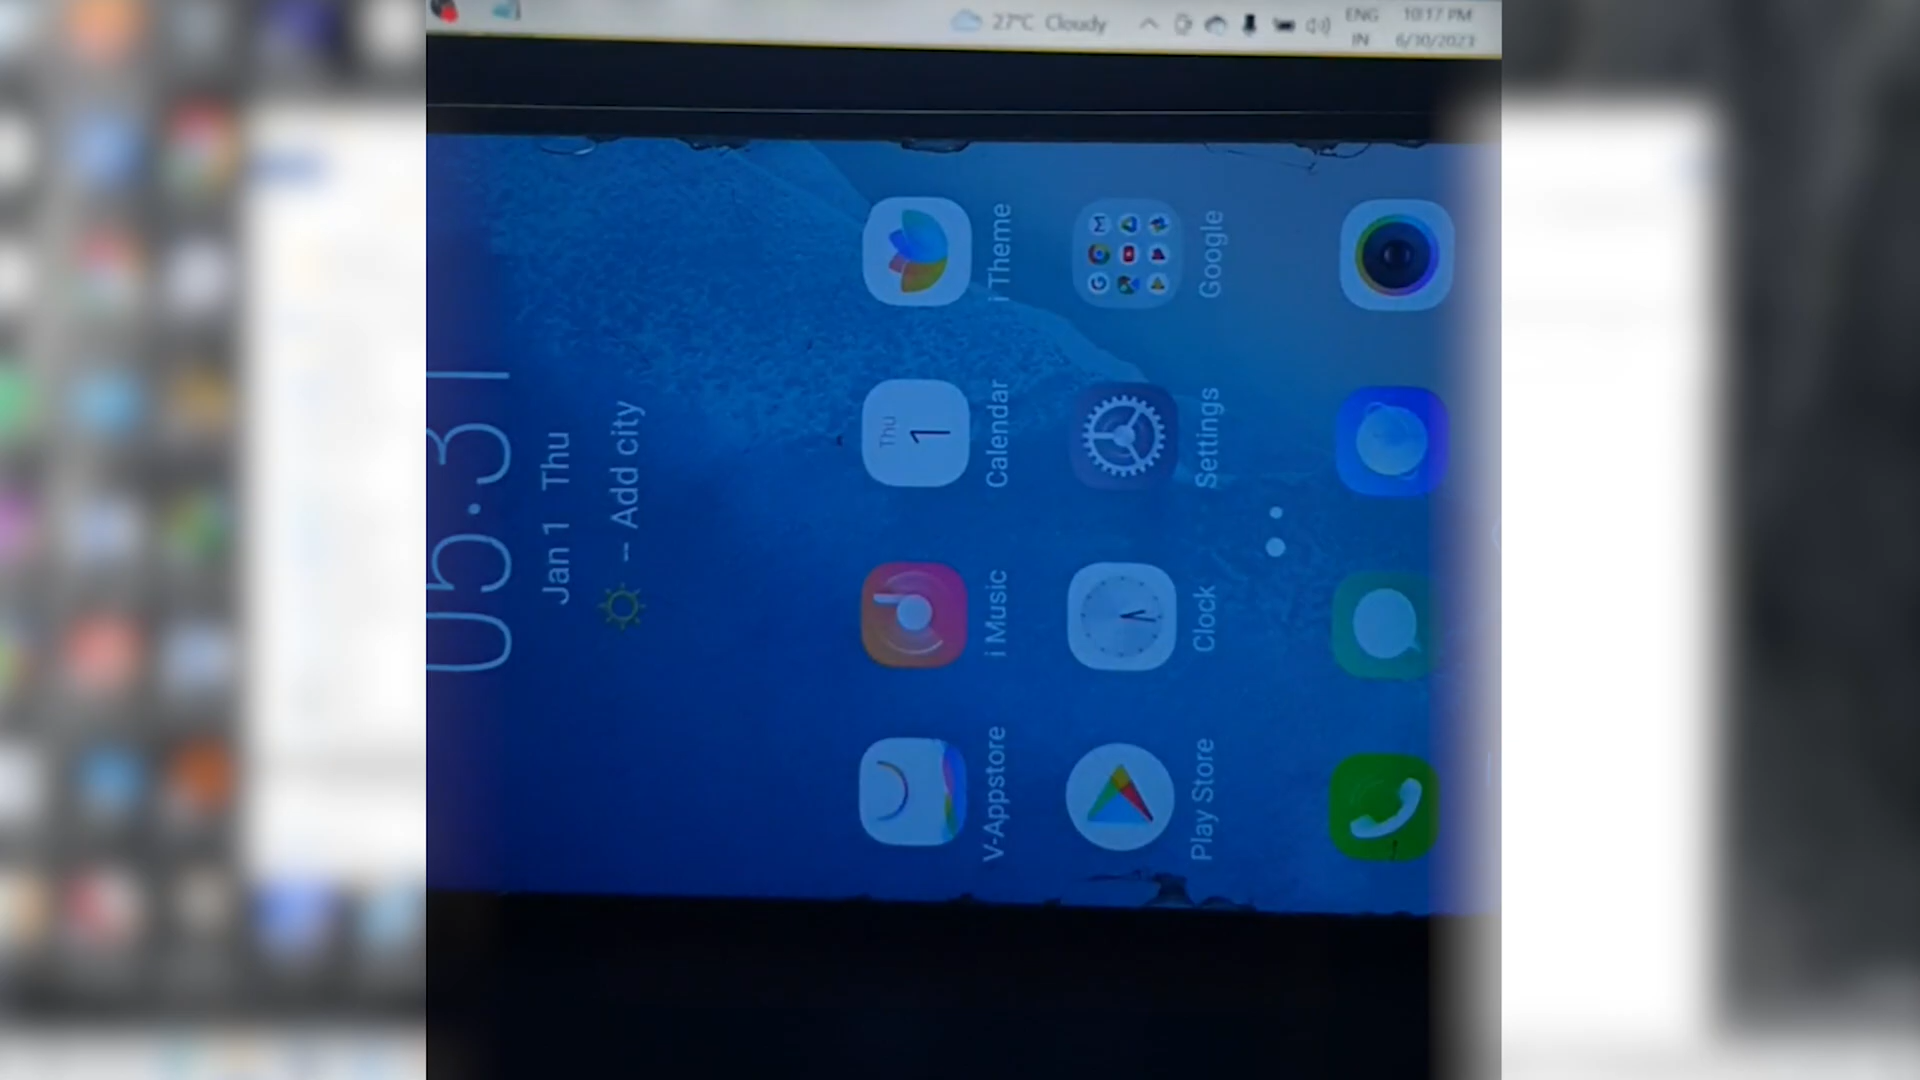 27°C Cloudy
ENG
IN
10:17 PM
6/30/2023
05:31
Jan 1 Thu
-- Add city
V-Appstore
i Music
Thu
1
Calendar
i Theme
Play Store
Clock
Settings
Google